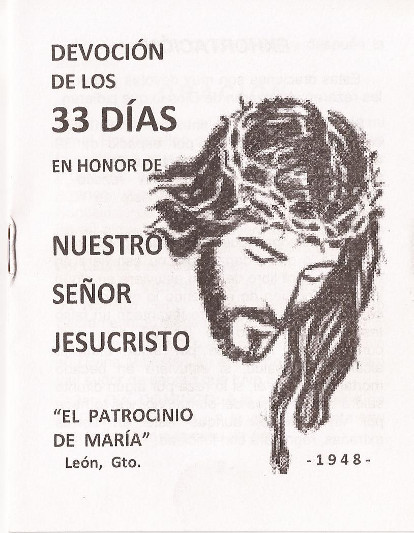 DEVOCIÓN
DE LOS
33 DÍAS
EN HONOR DE
NUESTRO
SEÑOR
JESUCRISTO
"EL PATROCINIO
DE MARÍA"
León, Gto.
-1948-